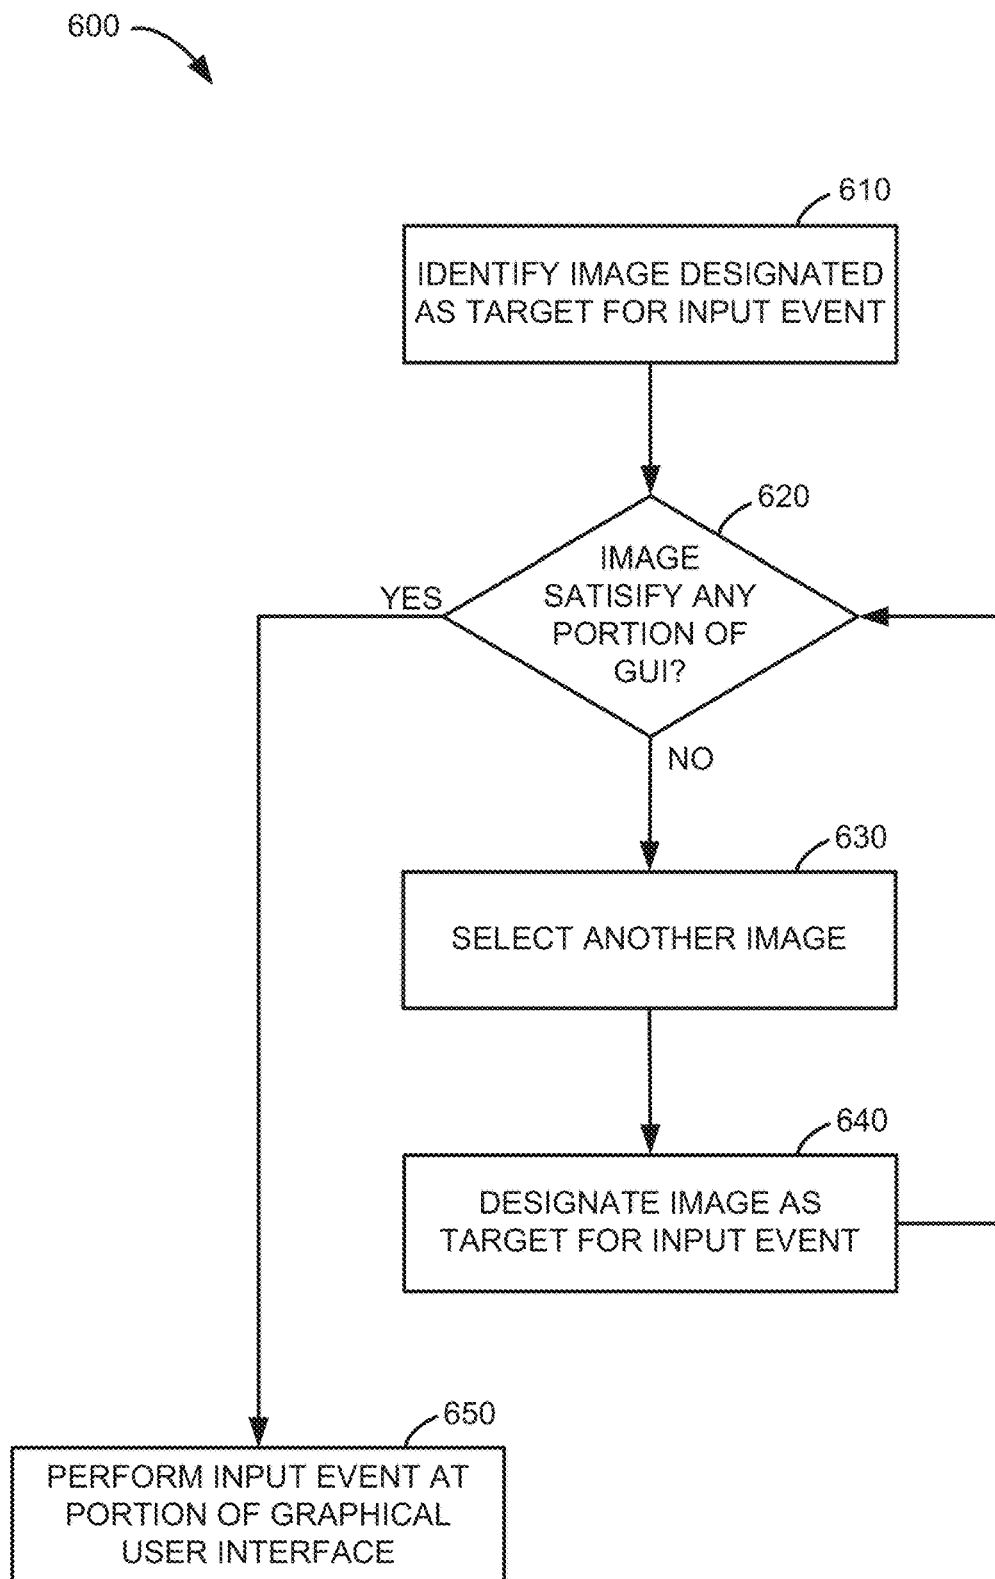 600
610
IDENTIFY IMAGE DESIGNATED
AS TARGET FOR INPUT EVENT
620
IMAGE
SATISIFY ANY
PORTION OF
GUI?
YES
NO
630
SELECT ANOTHER IMAGE
640
DESIGNATE IMAGE AS
TARGET FOR INPUT EVENT
650
PERFORM INPUT EVENT AT
PORTION OF GRAPHICAL
USER INTERFACE